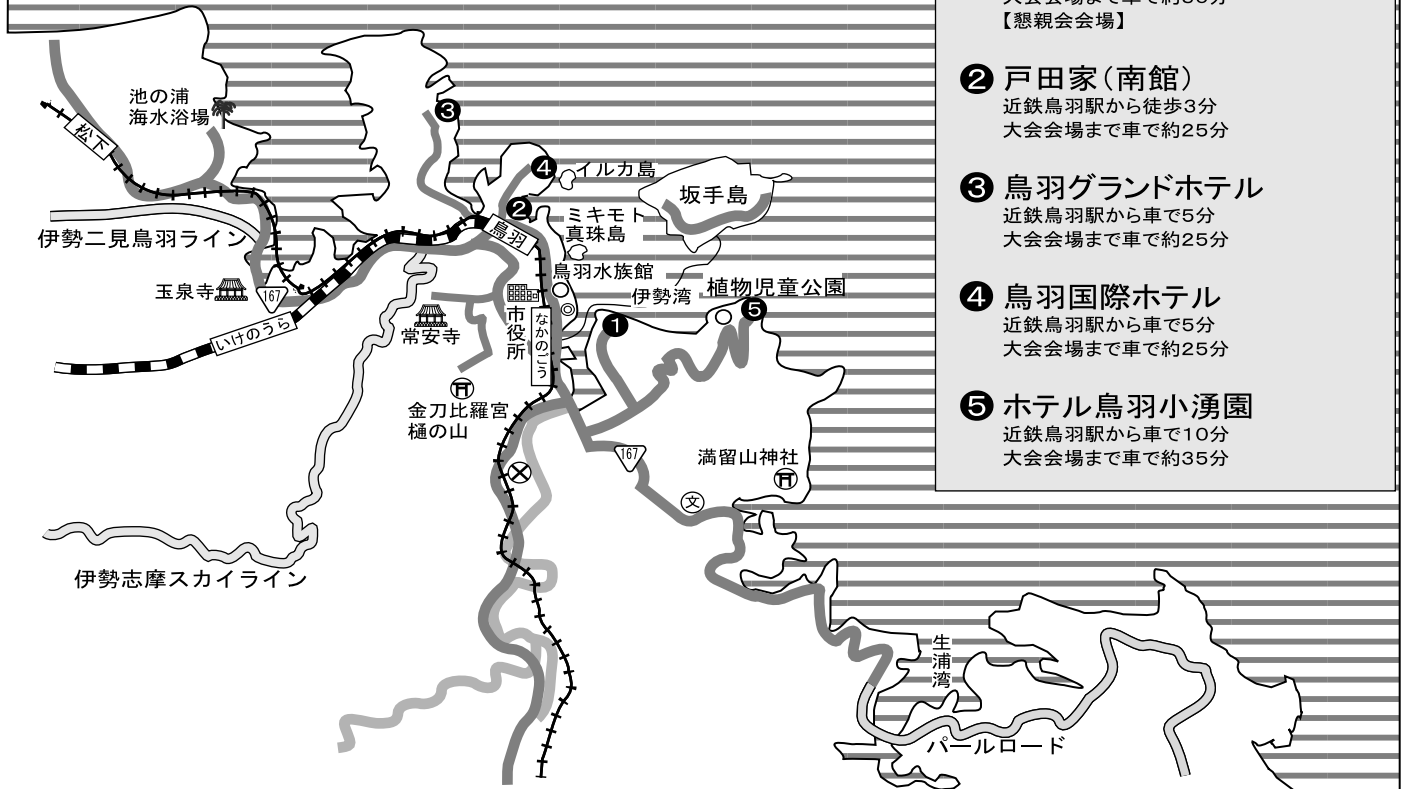 【懇親会会場】
❷ 戸田家（南館）
近鉄鳥羽駅から徒歩3分
大会会場まで車で約25分
❸ 鳥羽グランドホテル
近鉄鳥羽駅から車で5分
大会会場まで車で約25分
❹ 鳥羽国際ホテル
近鉄鳥羽駅から車で5分
大会会場まで車で約25分
❺ ホテル鳥羽小湧園
近鉄鳥羽駅から車で10分
大会会場まで車で約35分
池の浦
海水浴場
松下
❸
❹
イルカ島
坂手島
❷
ミキモト
真珠島
鳥羽
伊勢二見鳥羽ライン
鳥羽水族館
玉泉寺
167
伊勢湾
植物児童公園
❺
❶
いけのうら
常安寺
市役所
なかのごう
金刀比羅宮
樋の山
167
満留山神社
文
伊勢志摩スカイライン
生浦湾
パールロード